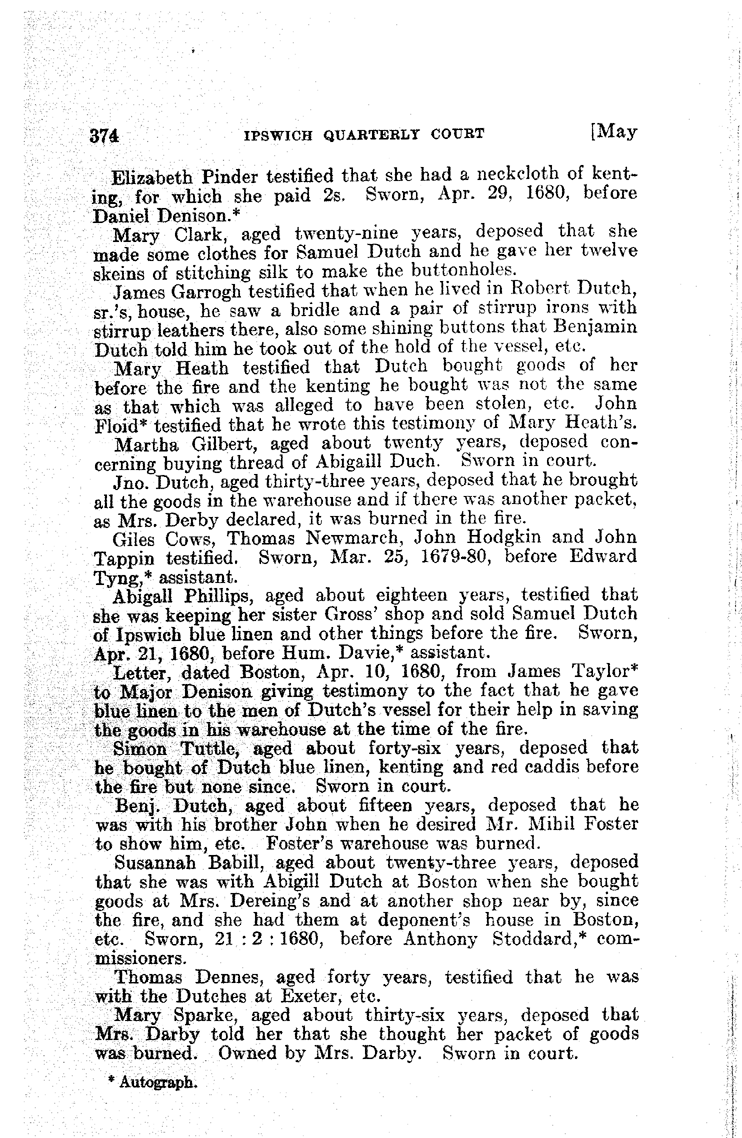 374 IPSWICH QUARTERLY COURT [May
Elizabeth Pinder testified that she had a neckcloth of kent-
ing, for which she paid 2s. Sworn, Apr. 29, 1680, before
Daniel Denison.*
Mary Clark, aged twenty-nine years, deposed that she
made some clothes for Samuel Dutch and he gave her twelve
skeins of stitching silk to make the buttonholes.
James Garrogh testified that when he lived in Robert Dutch,
sr.'s, house, he saw a bridle and a pair of stirrup irons with
stirrup leathers there, also some shining buttons that Benjamin
Dutch told him he took out of the hold of the vessel, etc.
Mary Heath testified that Dutch bought goods of her
before the fire and the kenting he bought was not the same
as that which was alleged to have been stolen, etc. John
Floid* testified that he wrote this testimony of Mary Heath's.
Martha Gilbert, aged about twenty years, deposed con-
cerning buying thread of Abigaill Duch. Sworn in court.
Jno. Dutch, aged thirty-three years, deposed that he brought
all the goods in the warehouse and if there was another packet,
as Mrs. Derby declared, it was burned in the fire.
Giles Cows, Thomas Newmarch, John Hodgkin and John
Tappin testified. Sworn, Mar. 25, 1679-80, before Edward
Tyng,* assistant.
Abigall Phillips, aged about eighteen years, testified that
she was keeping her sister Gross' shop and sold Samuel Dutch
of Ipswich blue linen and other things before the fire. Sworn,
Apr. 21, 1680, before Hum. Davie,* assistant.
Letter, dated Boston, Apr. 10, 1680, from James Taylor*
to Major Denison giving testimony to the fact that he gave
blue linen to the men of Dutch's vessel for their help in saving
the goods in his warehouse at the time of the fire.
Simon Tuttle, aged about forty-six years, deposed that
he bought of Dutch blue linen, kenting and red caddis before
the fire but none since. Sworn in court.
Benj. Dutch, aged about fifteen years, deposed that he
was with his brother John when he desired Mr. Mihil Foster
to show him, etc. Foster's warehouse was burned.
Susannah Babill, aged about twenty-three years, deposed
that she was with Abigill Dutch at Boston when she bought
goods at Mrs. Dereing's and at another shop near by, since
the fire, and she had them at deponent's house in Boston,
etc. Sworn, 21 : 2 : 1680, before Anthony Stoddard,* com-
missioners.
Thomas Dennes, aged forty years, testified that he was
with the Dutches at Exeter, etc.
Mary Sparke, aged about thirty-six years, deposed that
Mrs. Darby told her that she thought her packet of goods
was burned. Owned by Mrs. Darby. Sworn in court.
* Autograph.